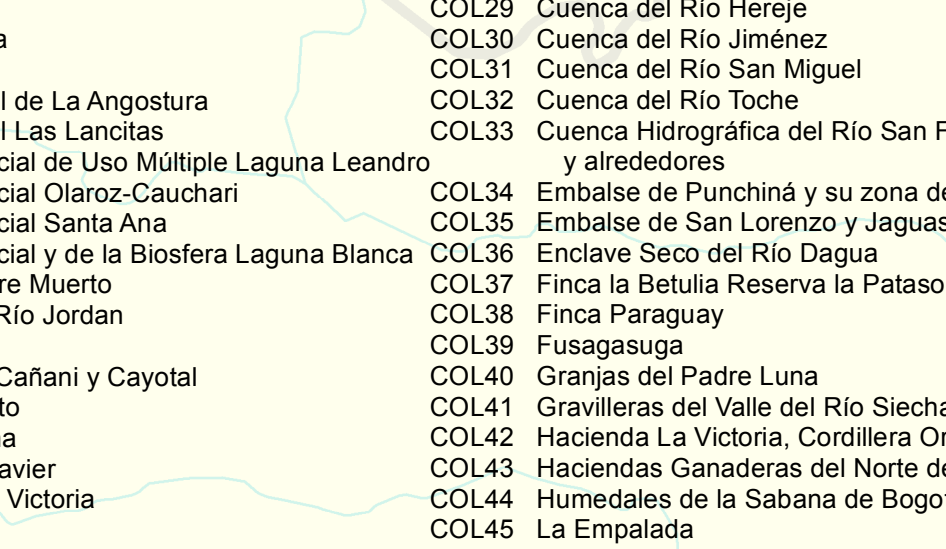 a
l de La Angostura
l Las Lancitas
cial de Uso Múltiple Laguna Leandro
cial Olaroz-Cauchari
cial Santa Ana
cial y de la Biosfera Laguna Blanca
re Muerto
Río Jordan
Cañani y Cayotal
to
a
avier
Victoria
COL29 Cuenca del Río Hereje
COL30 Cuenca del Río Jiménez
COL31 Cuenca del Río San Miguel
COL32 Cuenca del Río Toche
COL33 Cuenca Hidrográfica del Río San F
y alrededores
COL34 Embalse de Punchiná y su zona de
COL35 Embalse de San Lorenzo y Jaguas
COL36 Enclave Seco del Río Dagua
COL37 Finca la Betulia Reserva la Pataso
COL38 Finca Paraguay
COL39 Fusagasuga
COL40 Granjas del Padre Luna
COL41 Gravilleras del Valle del Río Siecha
COL42 Hacienda La Victoria, Cordillera Or
COL43 Haciendas Ganaderas del Norte de
COL44 Humedales de la Sabana de Bogot
COL45 La Empalada